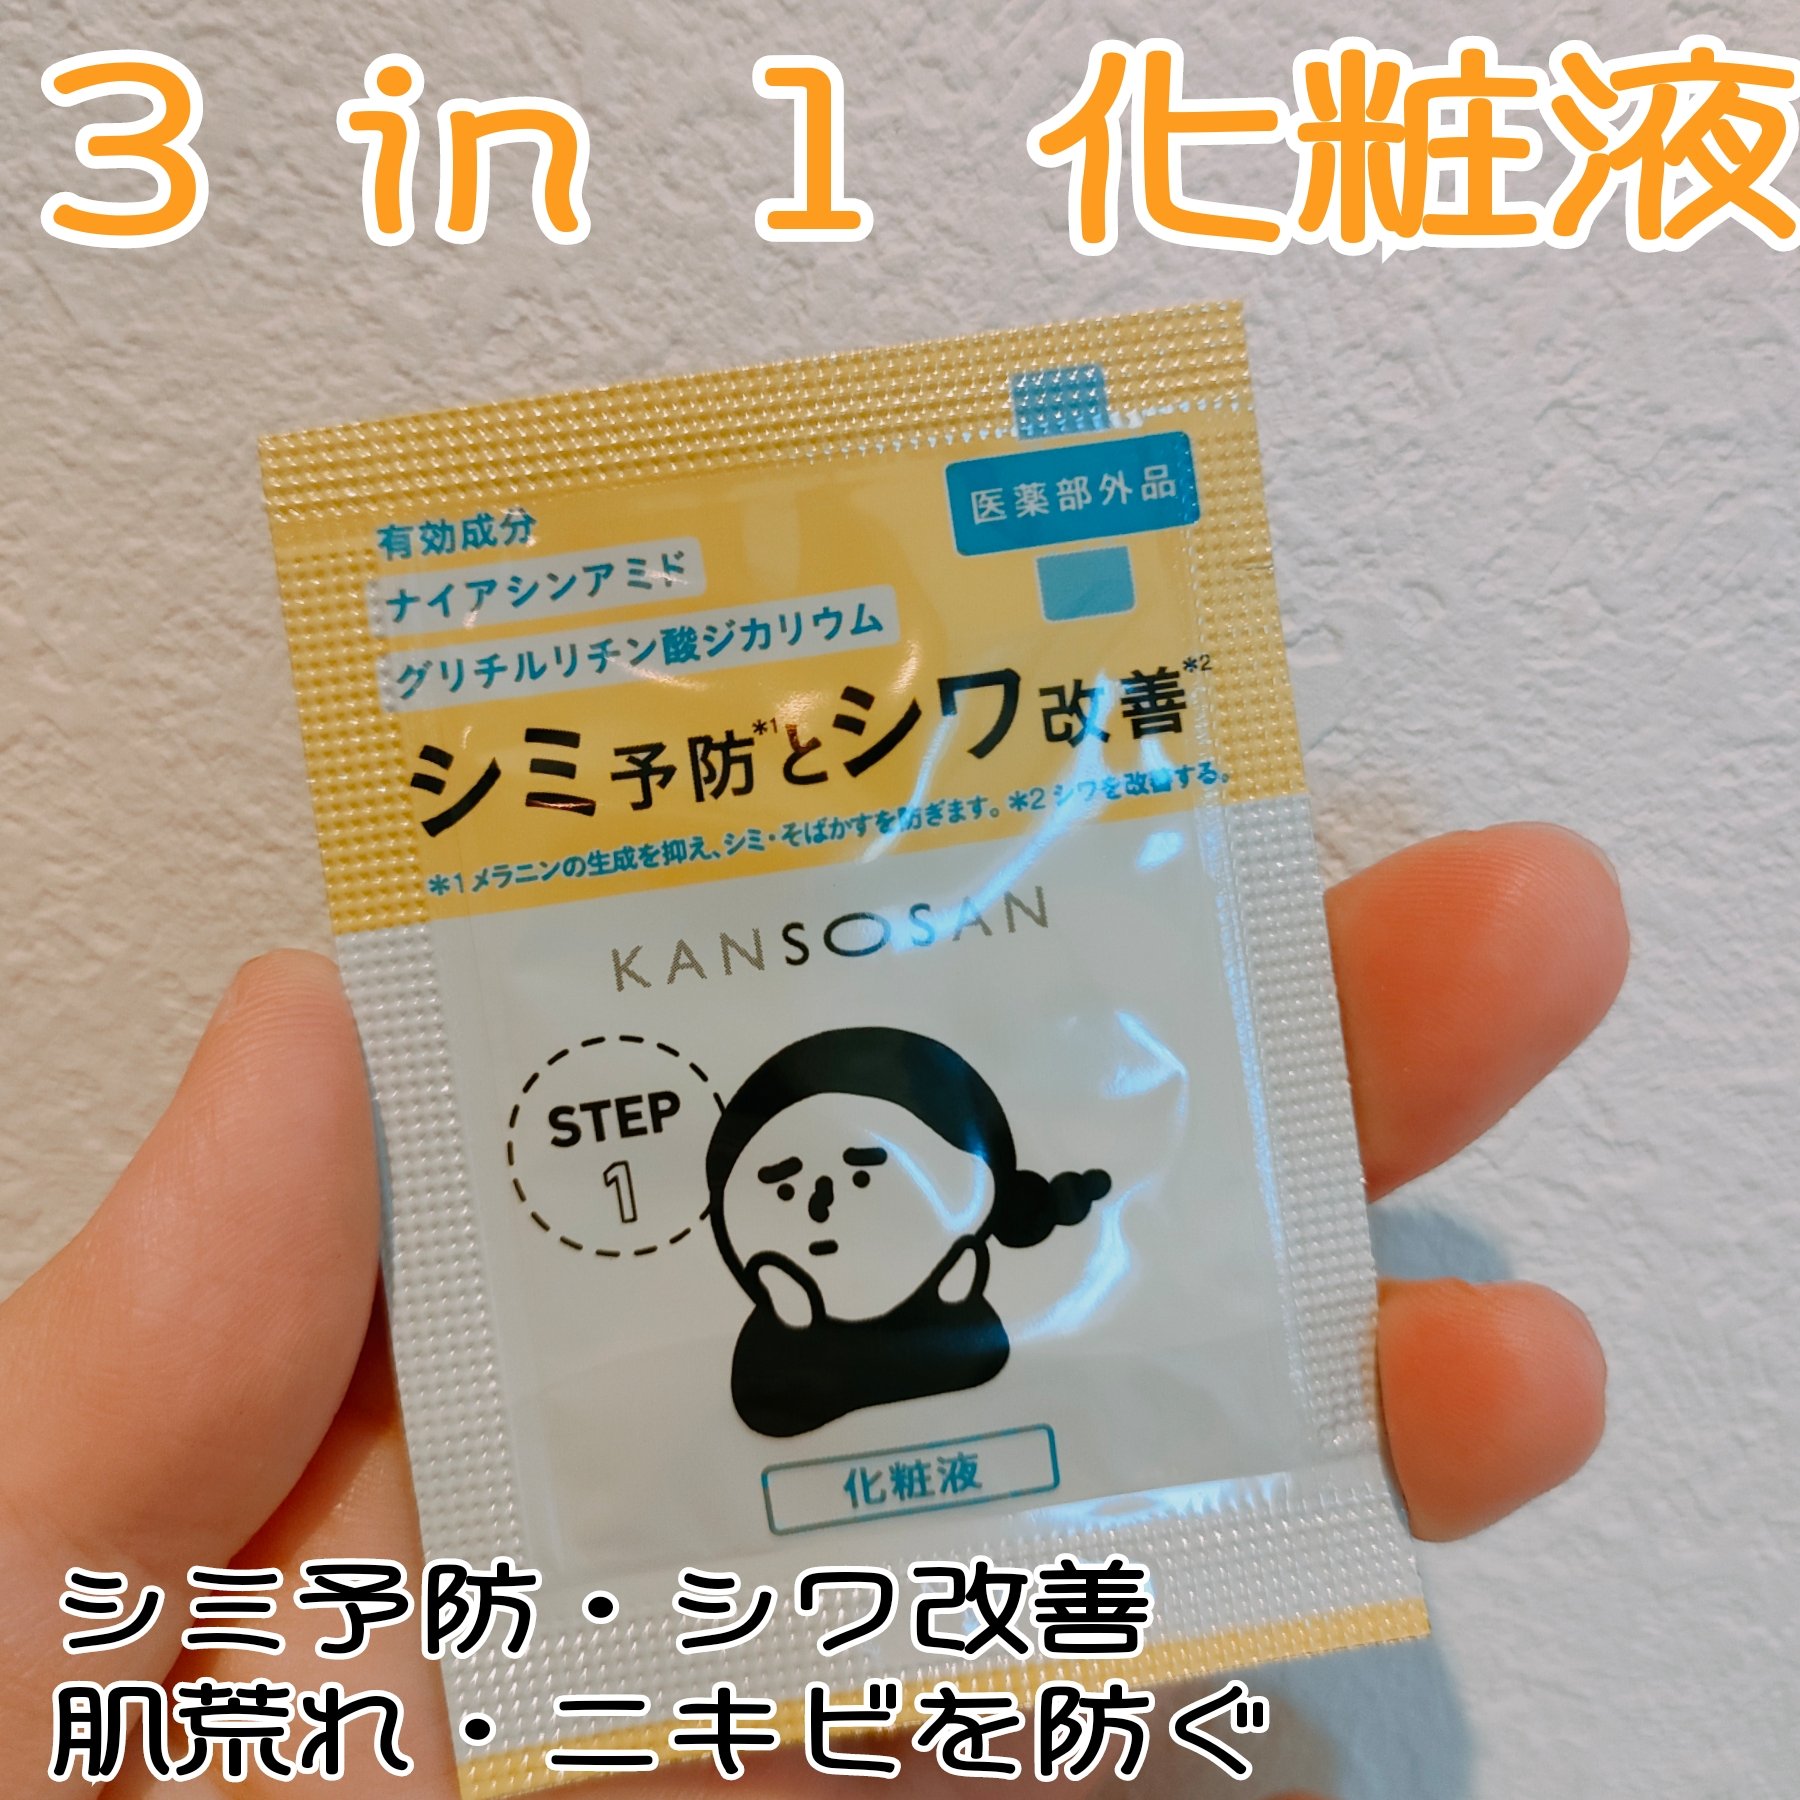 3 in 1 化粧液
医薬部外品
有効成分
ナイアシンアミド
グリチルリチン酸ジカリウム
シミ予防*1とシワ改善*2
*1メラニンの生成を抑え、シミ・そばかすを防ぎます。*2 シワを改善する。
KANSOSAN
STEP
1
化粧液
シミ予防・シワ改善
肌荒れ・ニキビを防ぐ